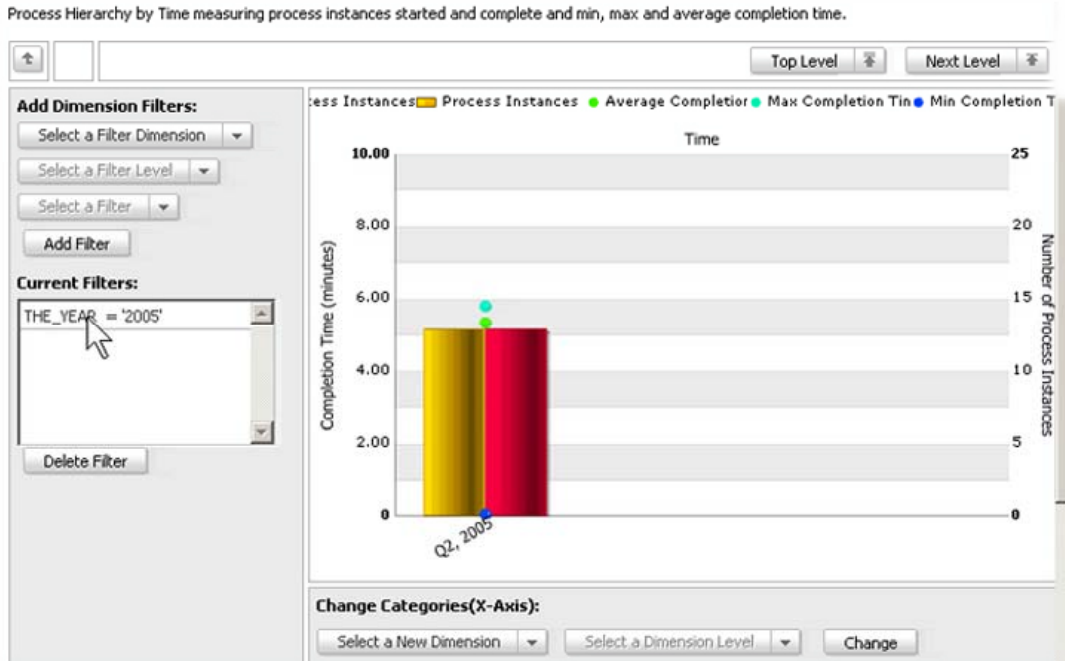 Process Hierarchy by Time measuring process instances started and complete and min, max and average completion time.
Top Level
Next Level
Add Dimension Filters:
Select a Filter Dimension
Select a Filter Level
Select a Filter
Add Filter
Current Filters:
THE_YEAR = '2005'
Delete Filter
cess Instances Process Instances Average Completior Max Completion Tin Min Completion T
Time
10.00
8.00
6.00
4.00
2.00
0
Completion Time (minutes)
25
20
15
10
5
0
Number of Process Instances
Q2, 2005
Change Categories(X-Axis):
Select a New Dimension
Select a Dimension Level
Change